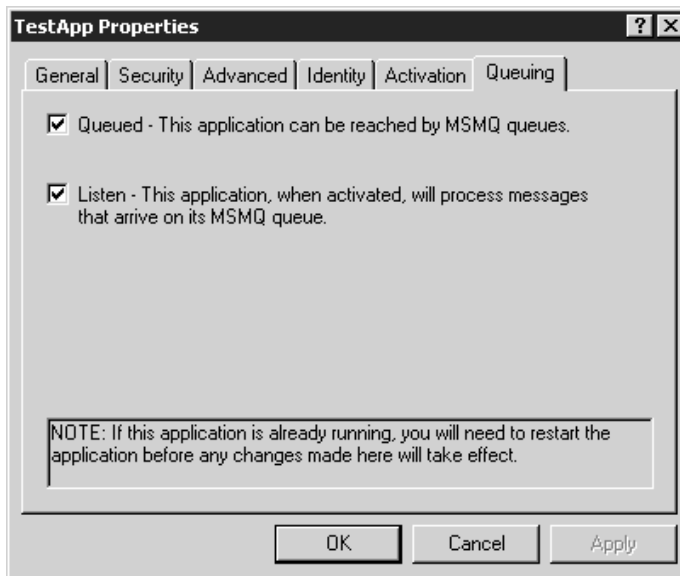 TestApp Properties
?
General
Security
Advanced
Identity
Activation
Queuing
Queued - This application can be reached by MSMQ queues.
Listen - This application, when activated, will process messages
that arrive on its MSMQ queue.
NOTE: If this application is already running, you will need to restart the
application before any changes made here will take effect.
OK
Cancel
Apply